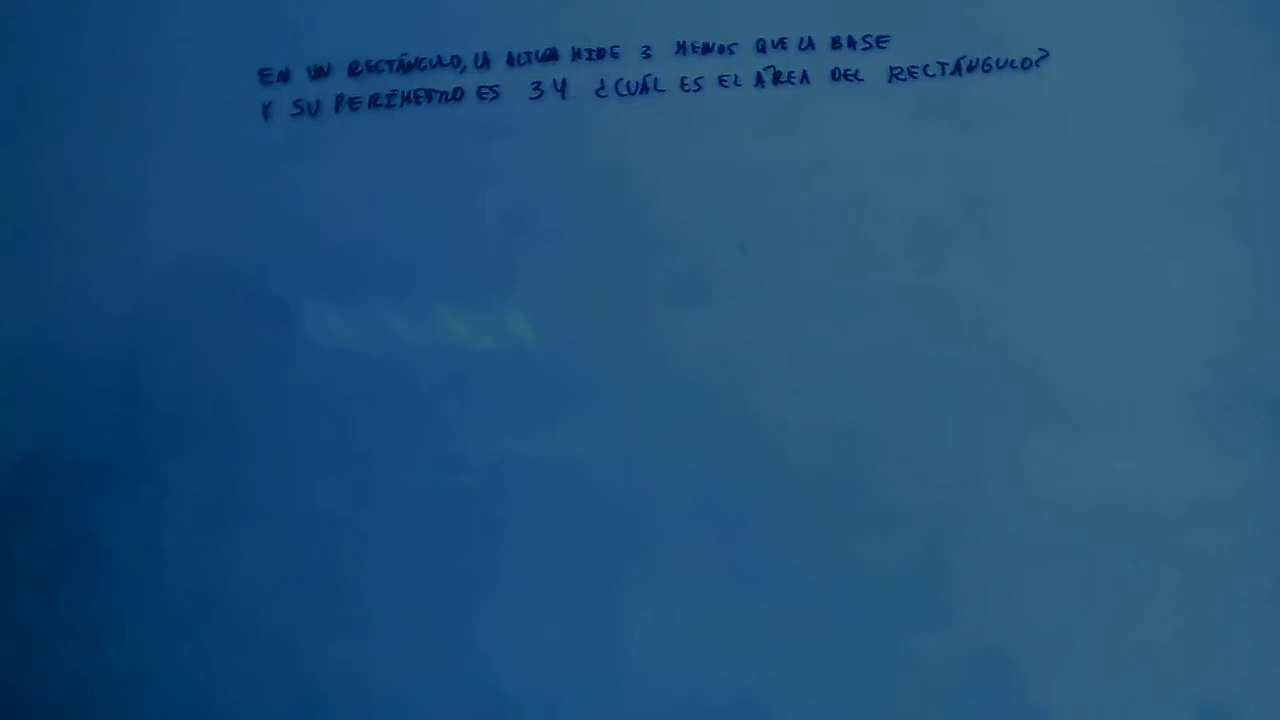 EN UN RECTÁNGULO, LA ALTURA MIDE 3 MENOS QUE LA BASE
Y SU PERÍMETRO ES 34 ¿CUÁL ES EL ÁREA DEL RECTÁNGULO?